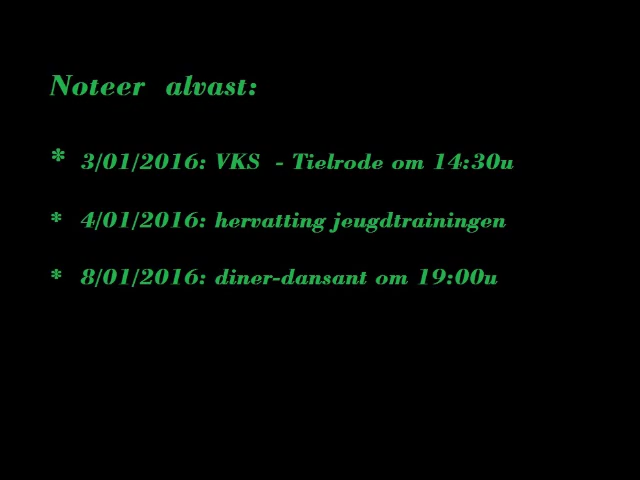 Noteer alvast:
* 3/01/2016: VKS - Tielrode om 14:30u
* 4/01/2016: hervatting jeugdtrainingen
* 8/01/2016: diner-dansant om 19:00u